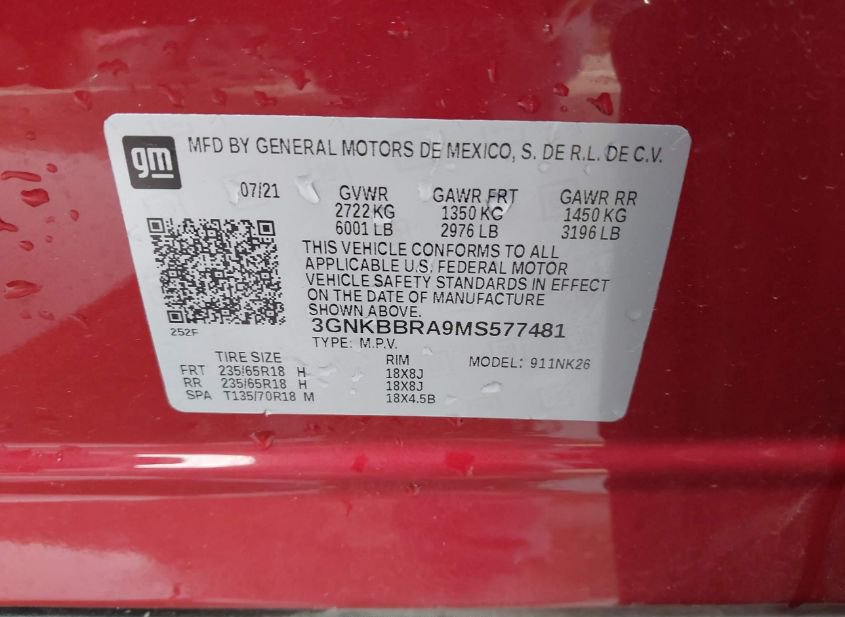 gm
MFD BY GENERAL MOTORS DE MEXICO, S. DE R.L. DE C.V.
07/21 GVWR GAWR FRT GAWR RR
2722 KG 1350 KG 1450 KG
6001 LB 2976 LB 3196 LB
THIS VEHICLE CONFORMS TO ALL
APPLICABLE U.S. FEDERAL MOTOR
VEHICLE SAFETY STANDARDS IN EFFECT
ON THE DATE OF MANUFACTURE
SHOWN ABOVE.
252F
3GNKBBRA9MS577481
TYPE: M.P.V.
TIRE SIZE RIM MODEL: 911NK26
FRT 235/65R18 H 18X8J
RR 235/65R18 H 18X8J
SPA T135/70R18 M 18X4.5B